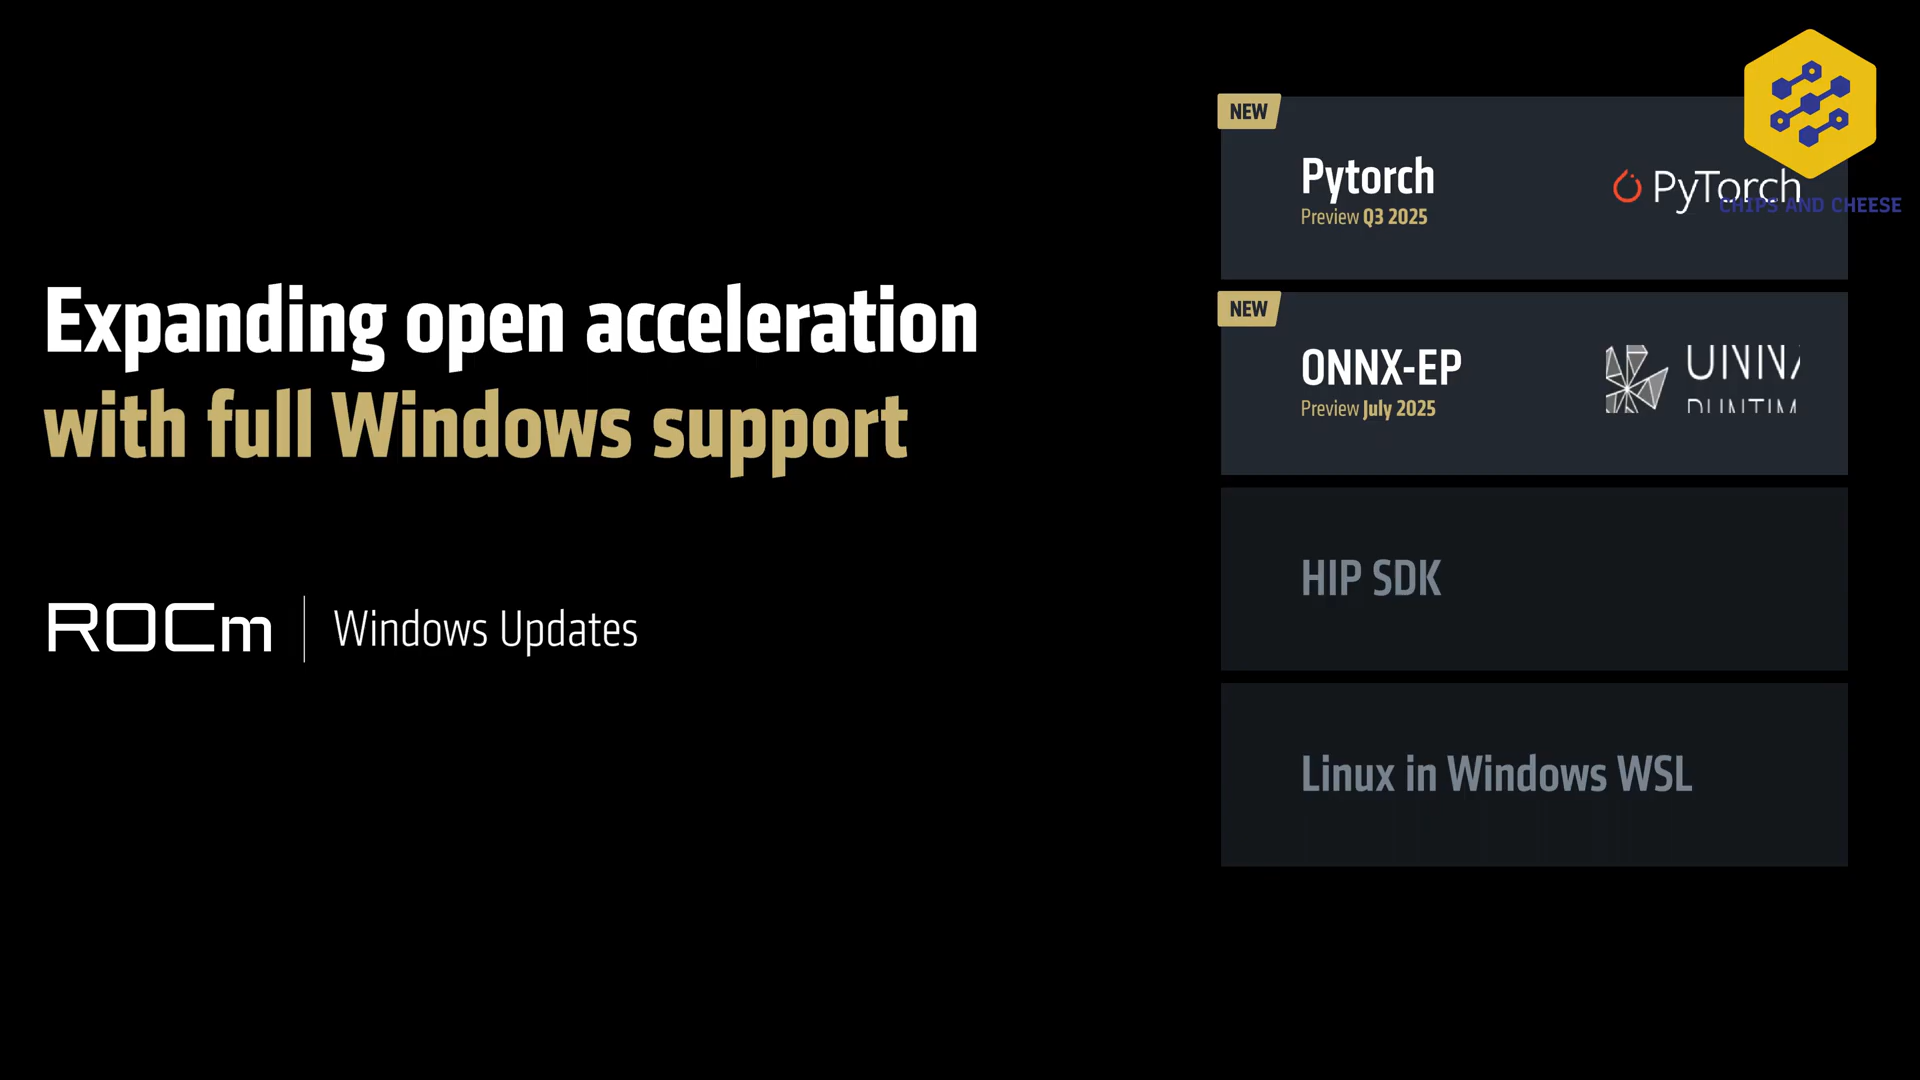 Expanding open acceleration
with full Windows support
ROCm | Windows Updates
NEW
Pytorch
Preview Q3 2025
PyTorch
CHIPS AND CHEESE
NEW
ONNX-EP
Preview July 2025
HIP SDK
Linux in Windows WSL